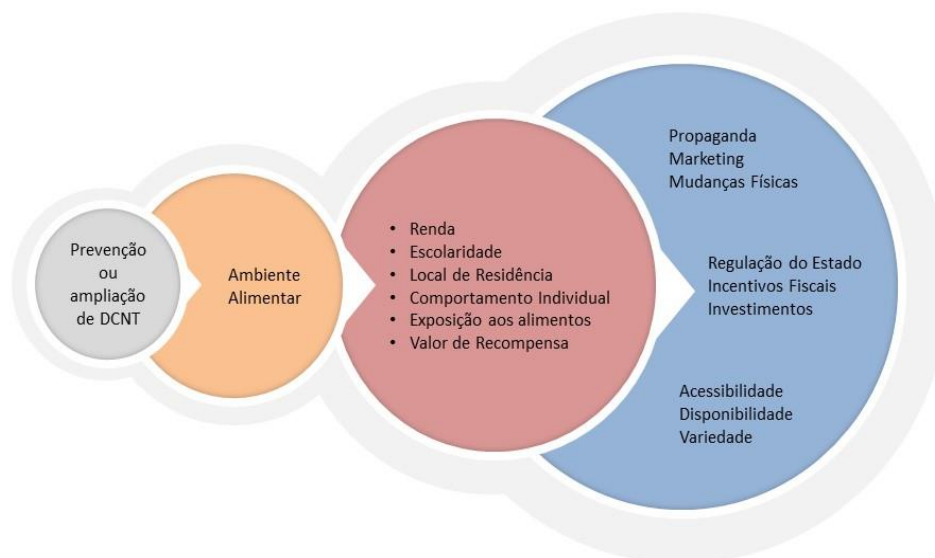 Prevenção
ou
ampliação
de DCNT
Ambiente
Alimentar
• Renda
• Escolaridade
• Local de Residência
• Comportamento Individual
• Exposição aos alimentos
• Valor de Recompensa
Propaganda
Marketing
Mudanças Físicas
Regulação do Estado
Incentivos Fiscais
Investimentos
Acessibilidade
Disponibilidade
Variedade